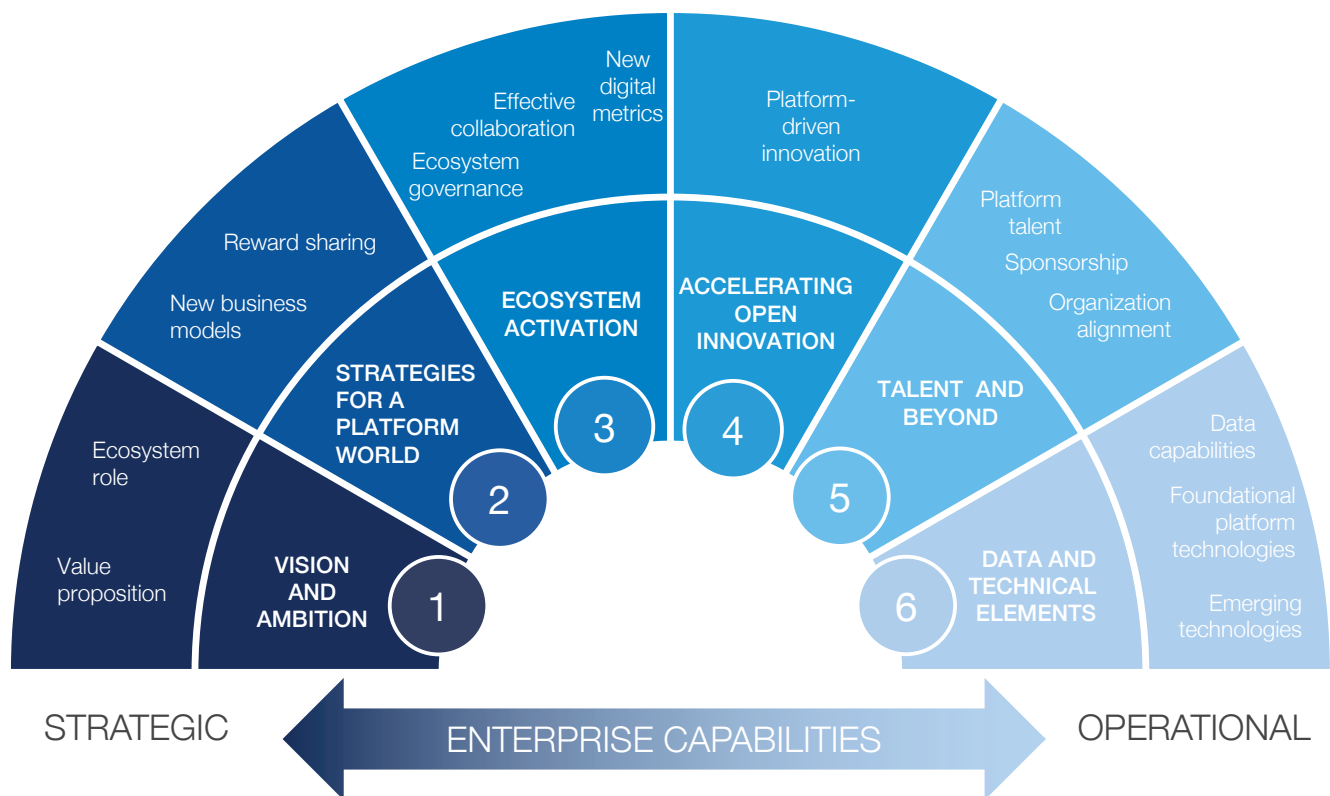 Value
proposition
Ecosystem
role
VISION
AND
AMBITION
1
New business
models
Reward sharing
STRATEGIES
FOR A
PLATFORM
WORLD
2
Ecosystem
governance
Effective
collaboration
New
digital
metrics
ECOSYSTEM
ACTIVATION
3
Platform-
driven
innovation
ACCELERATING
OPEN
INNOVATION
4
Platform
talent
Sponsorship
Organization
alignment
TALENT AND
BEYOND
5
Data
capabilities
Foundational
platform
technologies
Emerging
technologies
DATA AND
TECHNICAL
ELEMENTS
6
STRATEGIC
ENTERPRISE CAPABILITIES
OPERATIONAL